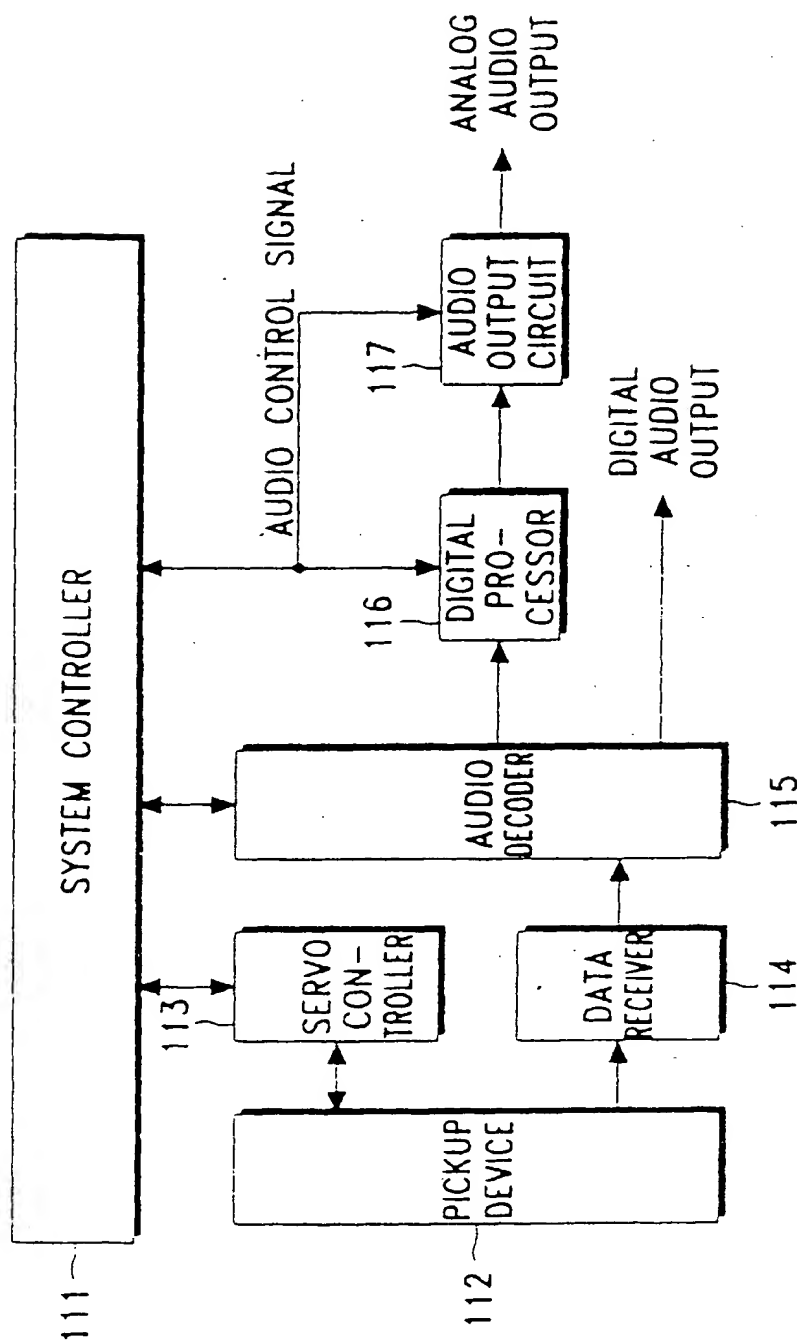 111
SYSTEM CONTROLLER
AUDIO CONTROL SIGNAL
113
SERVO
CON-
TROLLER
116
DIGITAL
PRO-
CESSOR
117
AUDIO
OUTPUT
CIRCUIT
ANALOG
AUDIO
OUTPUT
PICKUP
DEVICE
112
DATA
RECEIVER
114
AUDIO
DECODER
115
DIGITAL
AUDIO
OUTPUT